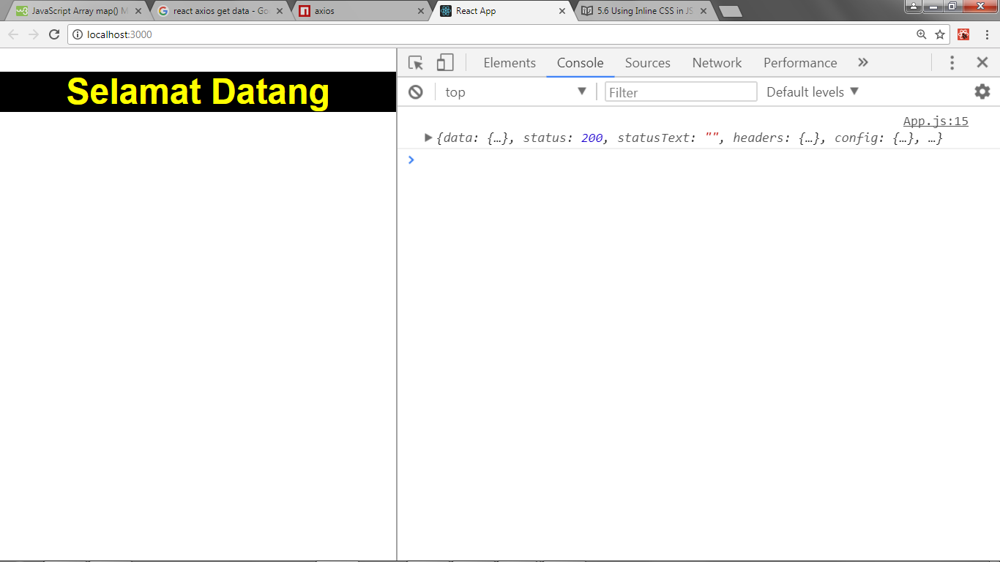 JavaScript Array map() M
react axios get data - Go
axios
React App
5.6 Using Inline CSS in JS
localhost:3000
Selamat Datang
Elements Console Sources Network Performance »
top Filter Default levels
App.js:15
{data: {…}, status: 200, statusText: "", headers: {…}, config: {…}, …}